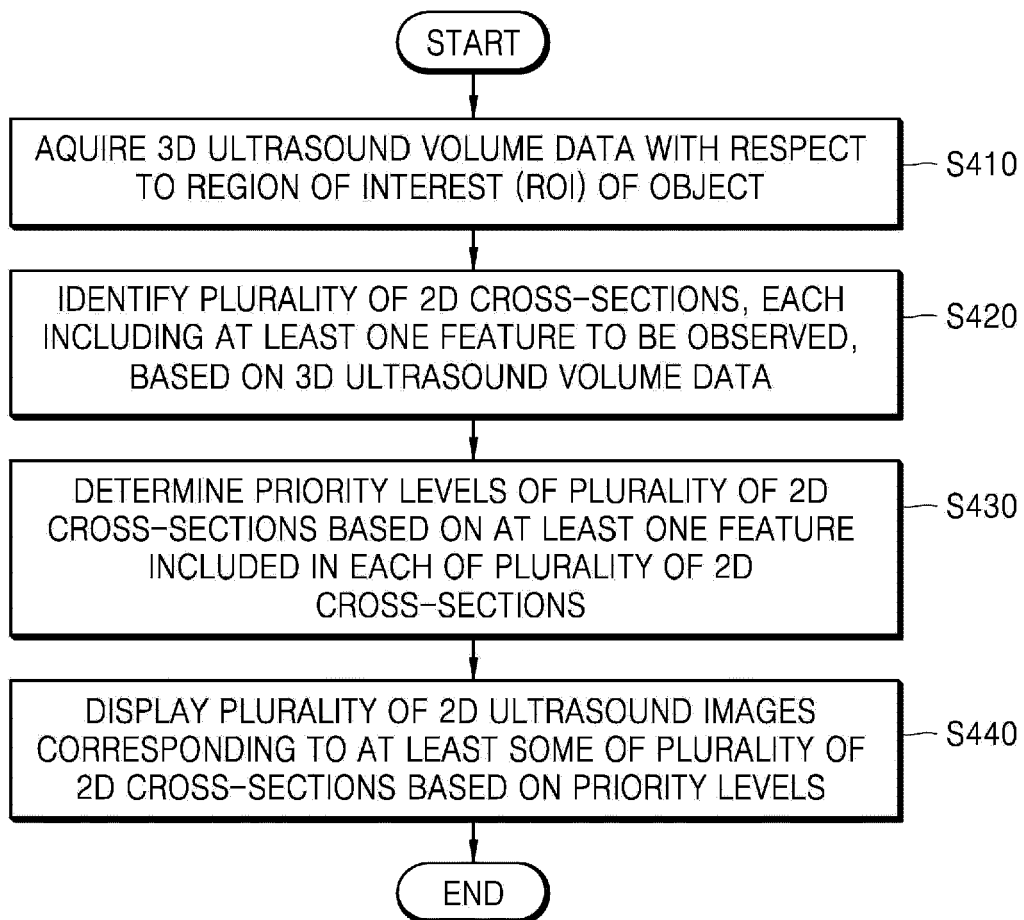 START
AQUIRE 3D ULTRASOUND VOLUME DATA WITH RESPECT
TO REGION OF INTEREST (ROI) OF OBJECT
S410
IDENTIFY PLURALITY OF 2D CROSS-SECTIONS, EACH
INCLUDING AT LEAST ONE FEATURE TO BE OBSERVED,
BASED ON 3D ULTRASOUND VOLUME DATA
S420
DETERMINE PRIORITY LEVELS OF PLURALITY OF 2D
CROSS-SECTIONS BASED ON AT LEAST ONE FEATURE
INCLUDED IN EACH OF PLURALITY OF 2D
CROSS-SECTIONS
S430
DISPLAY PLURALITY OF 2D ULTRASOUND IMAGES
CORRESPONDING TO AT LEAST SOME OF PLURALITY OF
2D CROSS-SECTIONS BASED ON PRIORITY LEVELS
S440
END